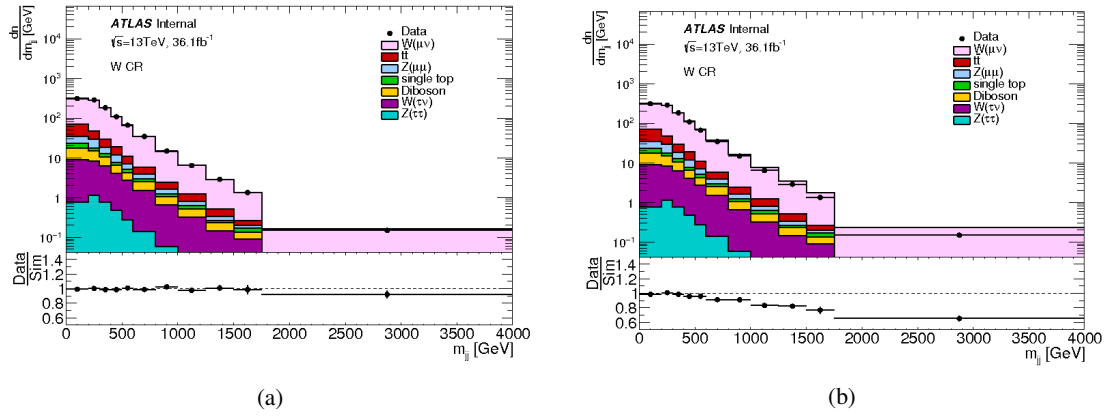 ATLAS Internal
√s=13TeV, 36.1fb⁻¹
W CR
dn
dm_jj [GeV]
Data
W(μν)
tt̄
Z(μμ)
single top
Diboson
W(τν)
Z(ττ)
10⁴
10³
10²
10
1
10⁻¹
Data
Sim
1.4
1.2
1
0.8
0.6
0 500 1000 1500 2000 2500 3000 3500 4000
m_jj [GeV]
(a)
ATLAS Internal
√s=13TeV, 36.1fb⁻¹
W CR
dn
dm_jj [GeV]
Data
W(μν)
tt̄
Z(μμ)
single top
Diboson
W(τν)
Z(ττ)
10⁴
10³
10²
10
1
10⁻¹
Data
Sim
1.4
1.2
1
0.8
0.6
0 500 1000 1500 2000 2500 3000 3500 4000
m_jj [GeV]
(b)